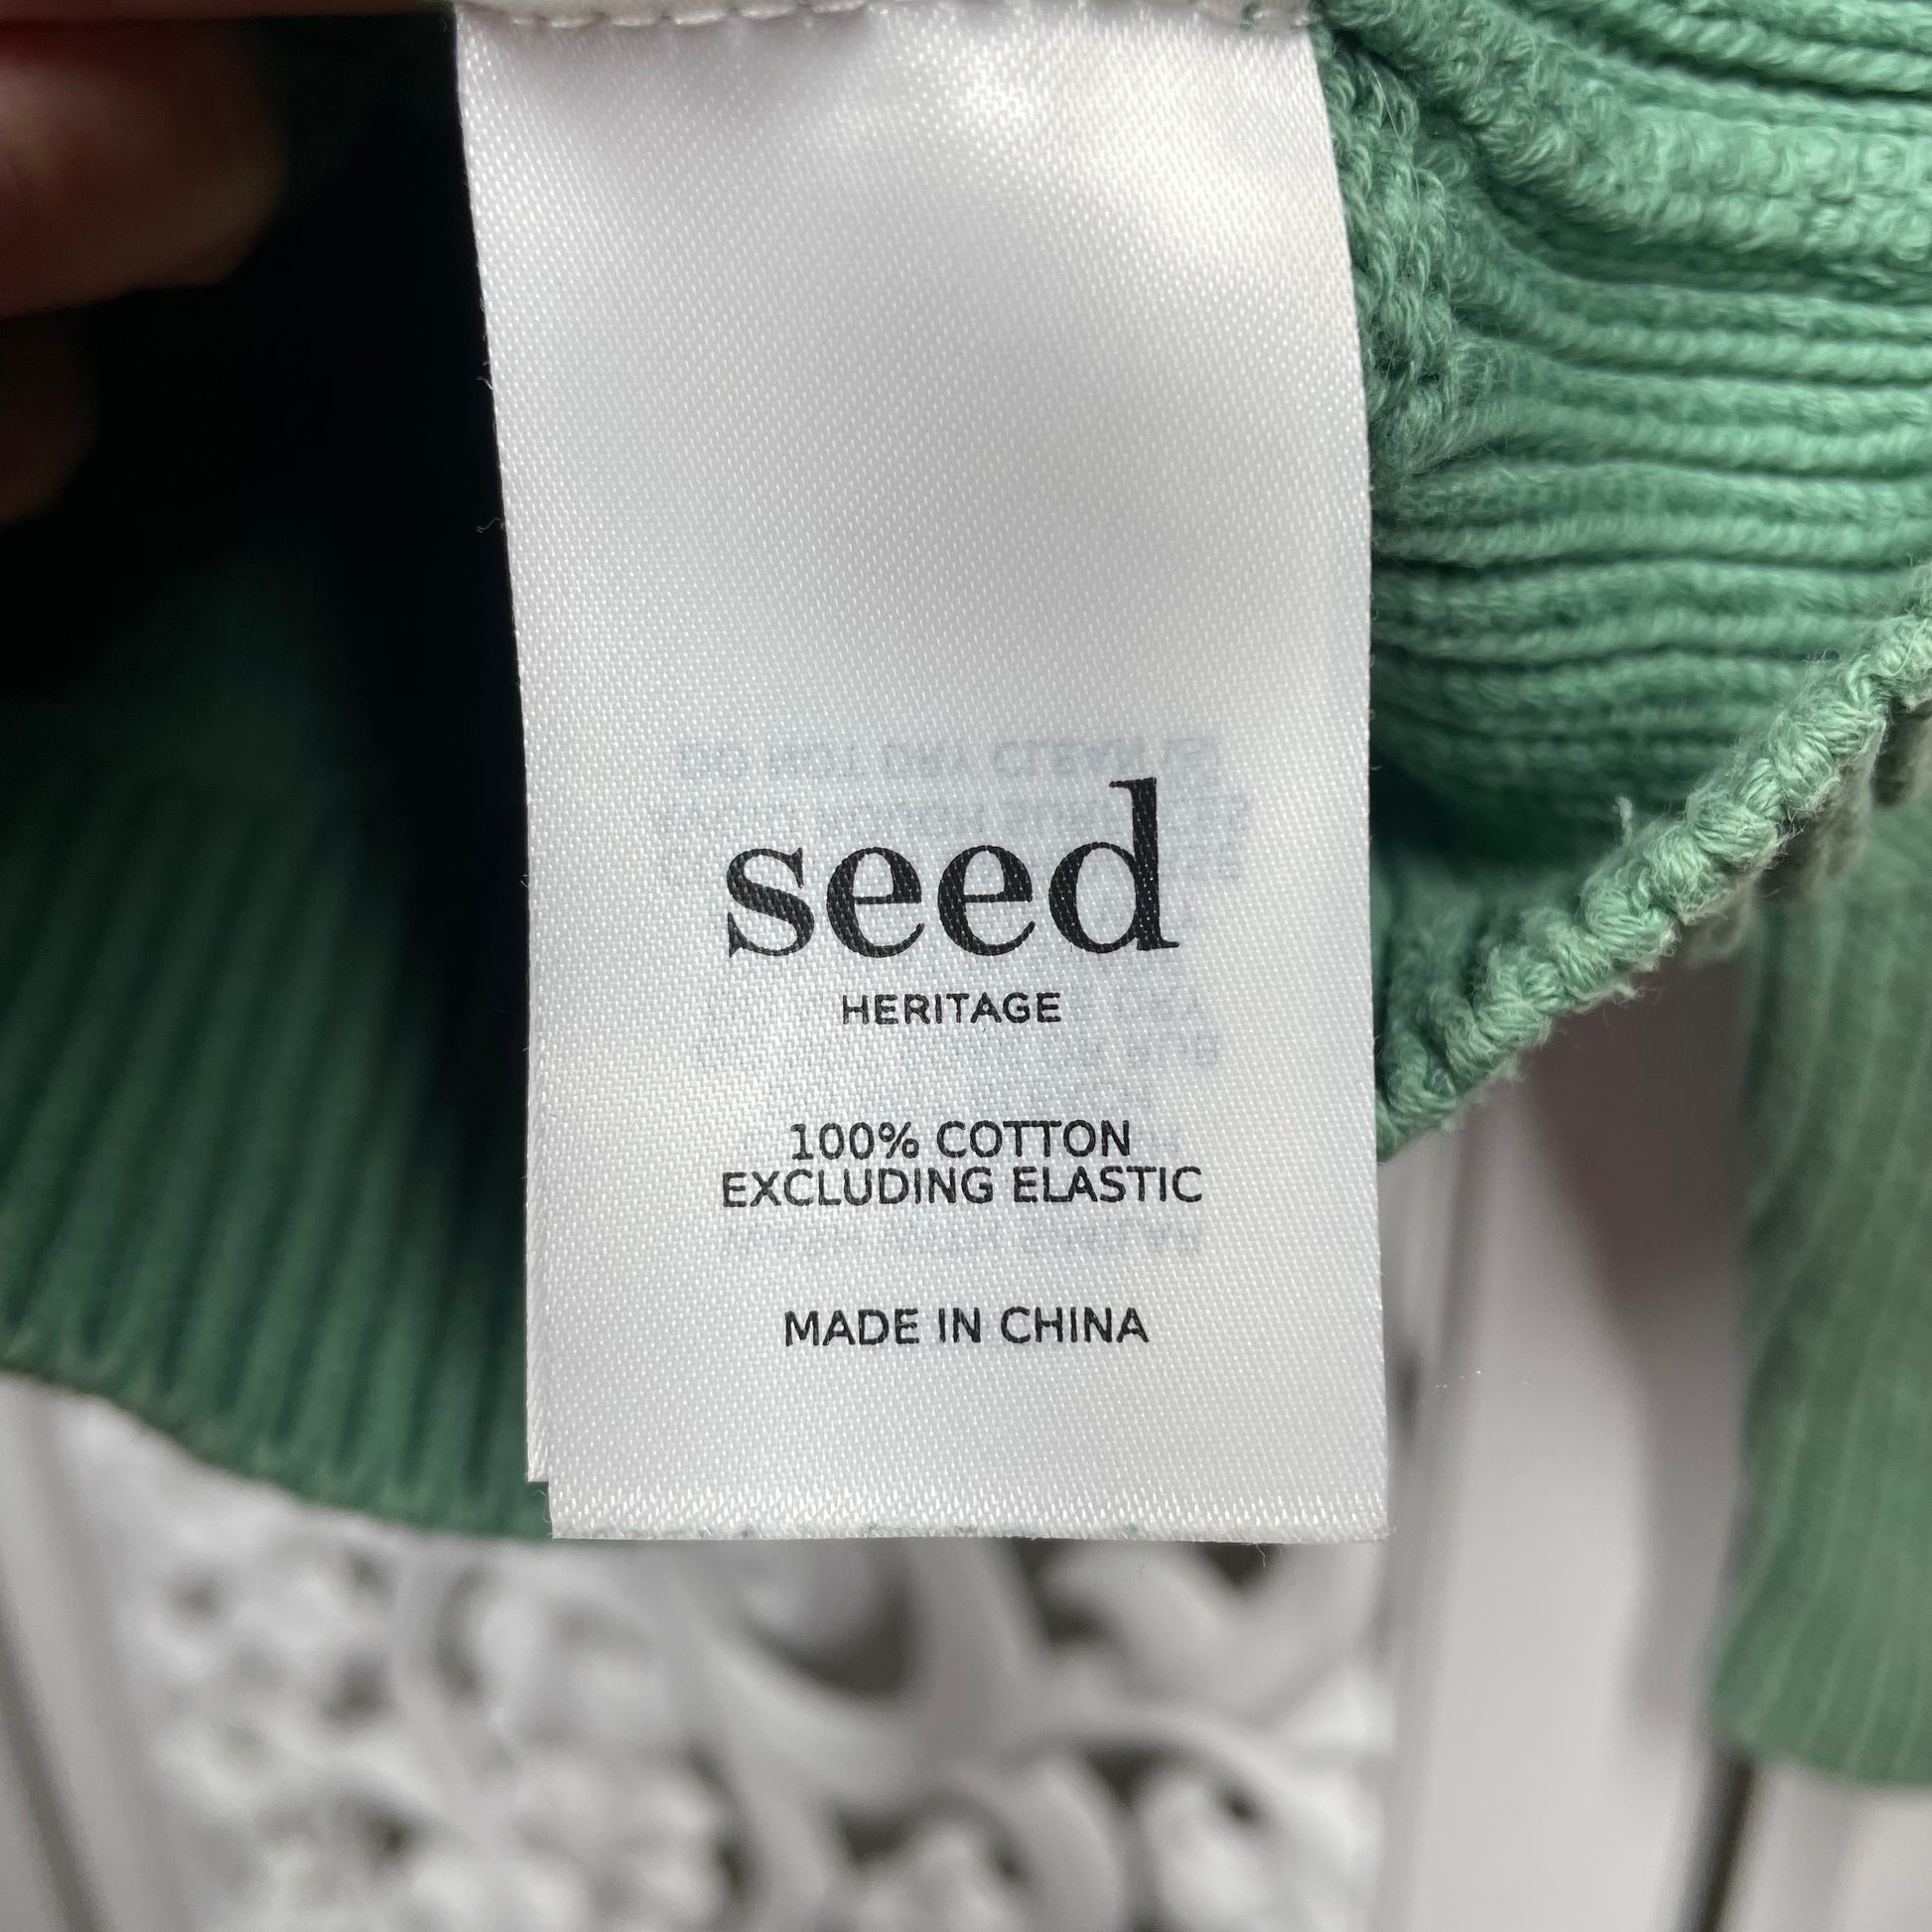 seed
HERITAGE
100% COTTON
EXCLUDING ELASTIC
MADE IN CHINA